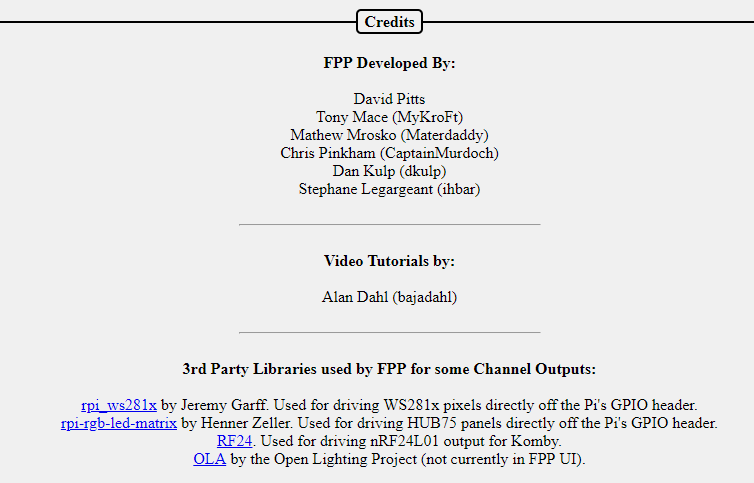 Credits
FPP Developed By:
David Pitts
Tony Mace (MyKroFt)
Mathew Mrosko (Materdaddy)
Chris Pinkham (CaptainMurdoch)
Dan Kulp (dkulp)
Stephane Legargeant (ihbar)
Video Tutorials by:
Alan Dahl (bajadahl)
3rd Party Libraries used by FPP for some Channel Outputs:
rpi_ws281x by Jeremy Garff. Used for driving WS281x pixels directly off the Pi's GPIO header.
rpi-rgb-led-matrix by Henner Zeller. Used for driving HUB75 panels directly off the Pi's GPIO header.
RF24. Used for driving nRF24L01 output for Komby.
OLA by the Open Lighting Project (not currently in FPP UI).